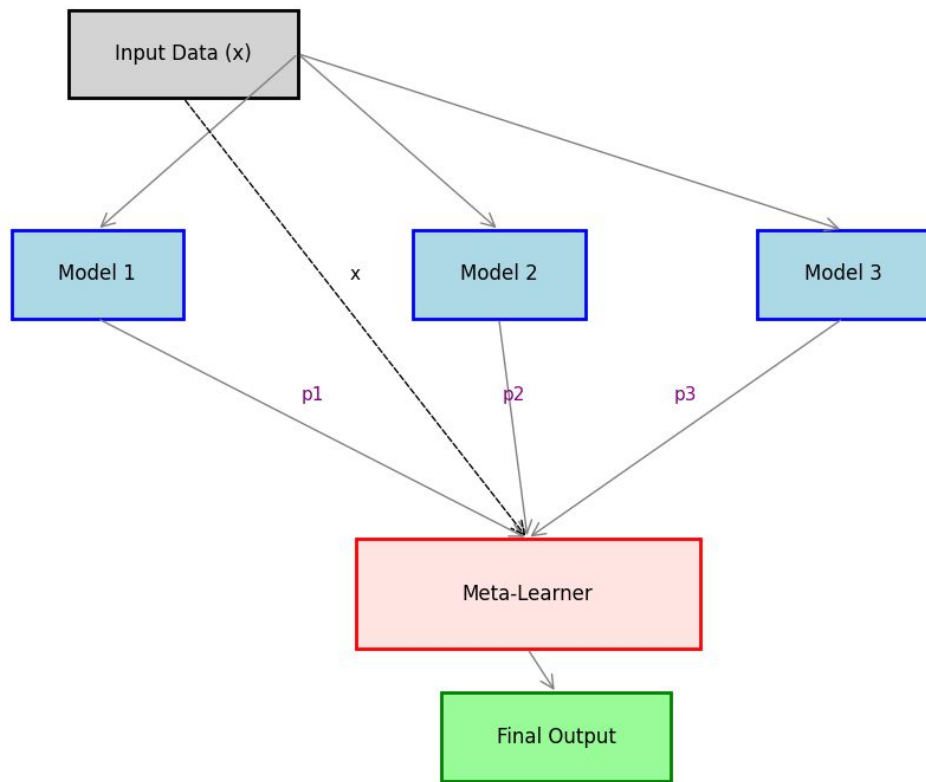 Input Data (x)
Model 1
x
Model 2
Model 3
p1
p2
p3
Meta-Learner
Final Output